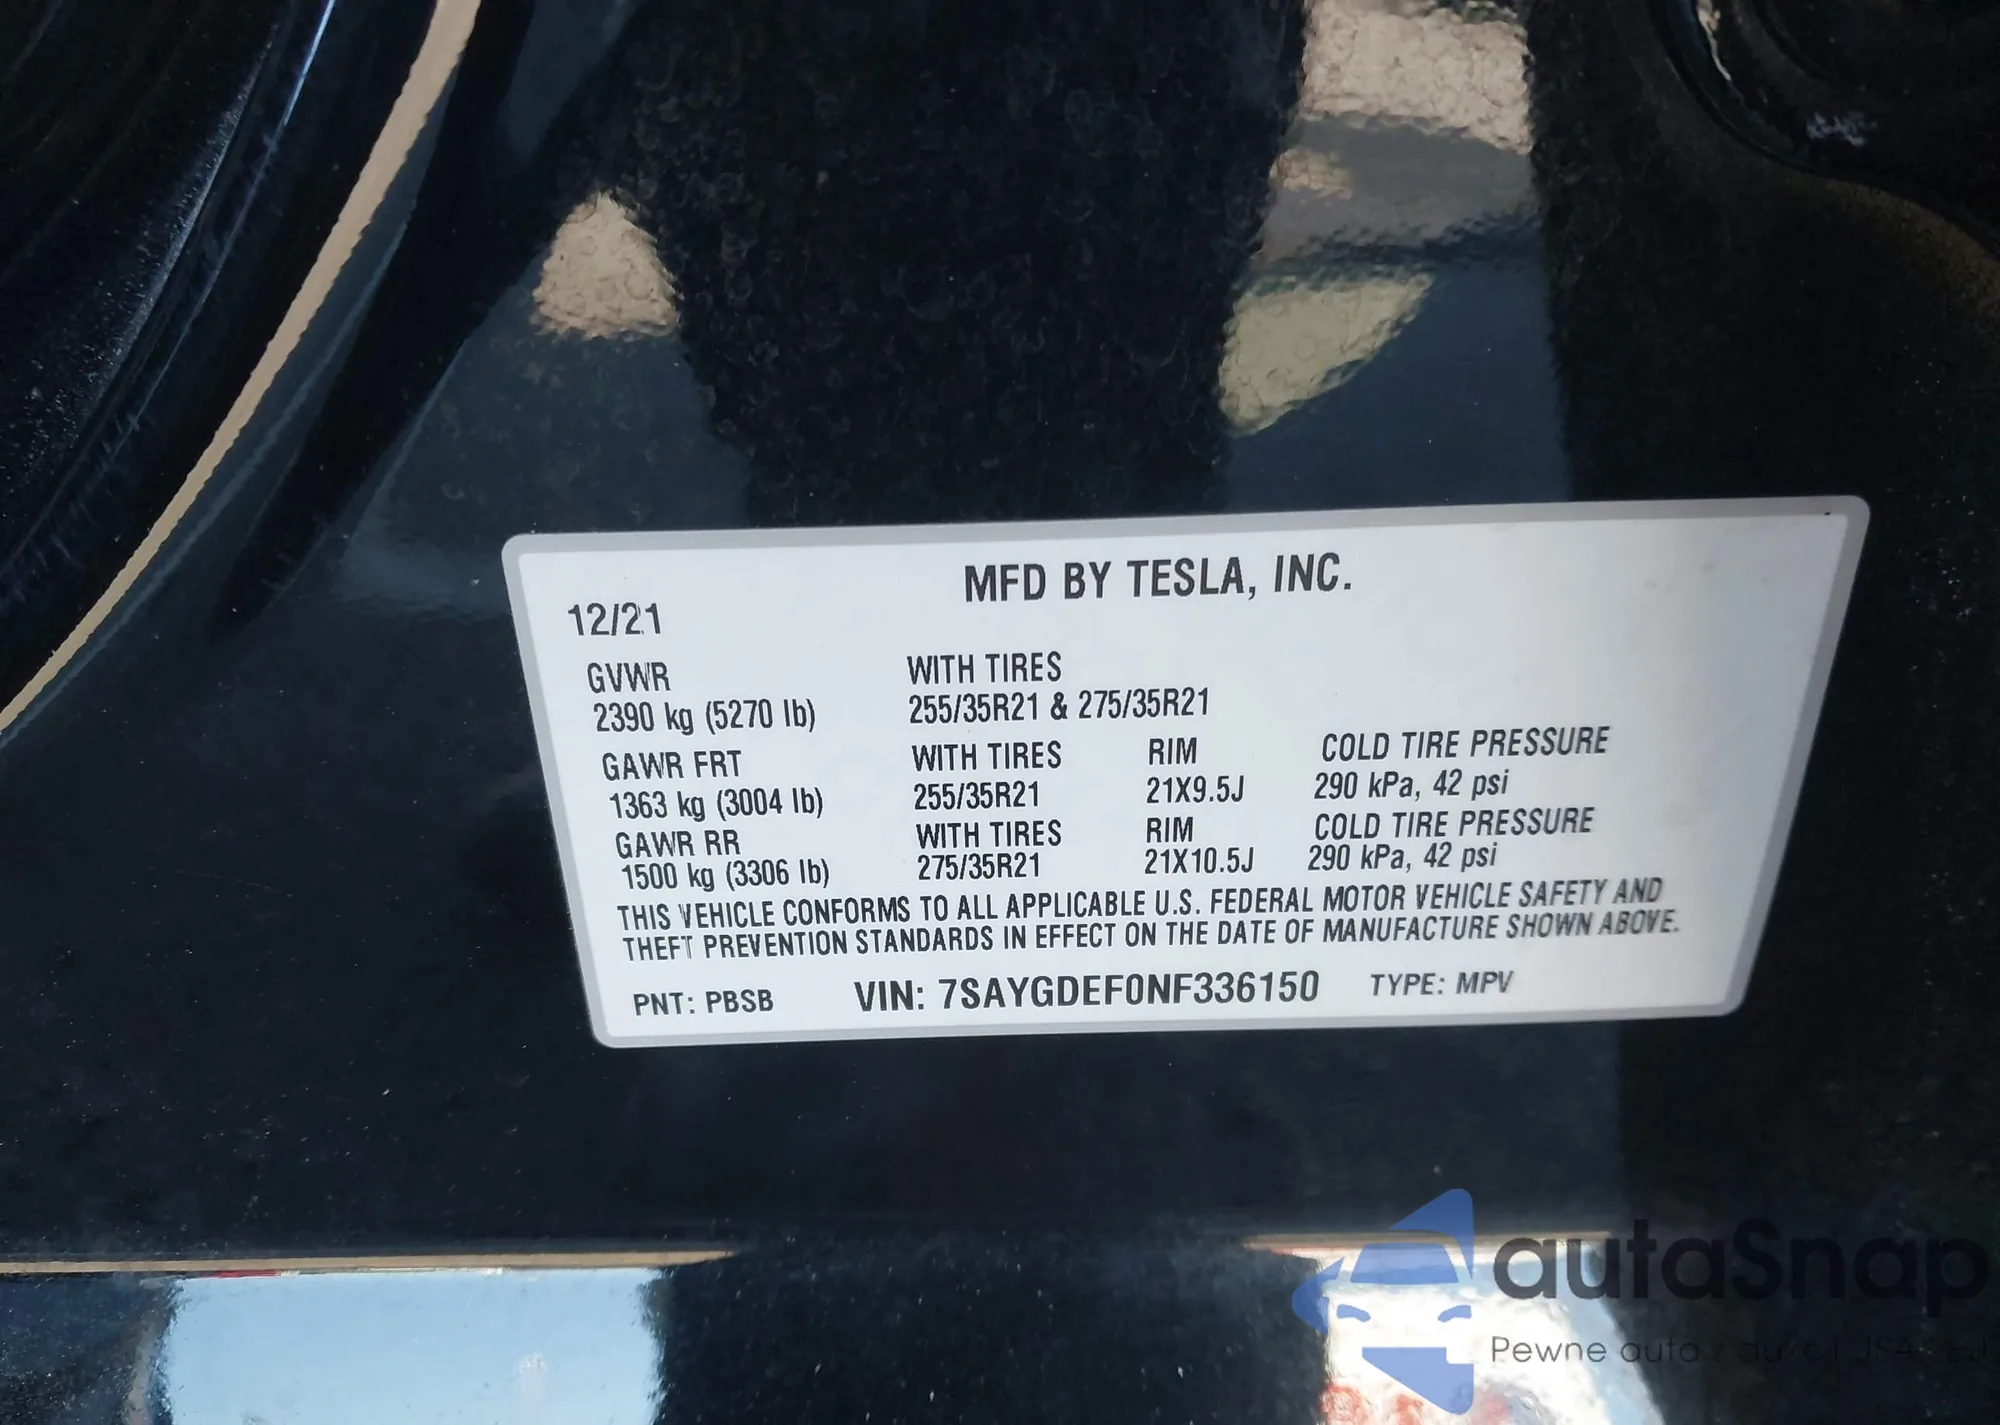 MFD BY TESLA, INC.
12/21
GVWR WITH TIRES
2390 kg (5270 lb) 255/35R21 & 275/35R21
GAWR FRT WITH TIRES RIM COLD TIRE PRESSURE
1363 kg (3004 lb) 255/35R21 21X9.5J 290 kPa, 42 psi
GAWR RR WITH TIRES RIM COLD TIRE PRESSURE
1500 kg (3306 lb) 275/35R21 21X10.5J 290 kPa, 42 psi
THIS VEHICLE CONFORMS TO ALL APPLICABLE U.S. FEDERAL MOTOR VEHICLE SAFETY AND
THEFT PREVENTION STANDARDS IN EFFECT ON THE DATE OF MANUFACTURE SHOWN ABOVE.
PNT: PBSB VIN: 7SAYGDEF0NF336150 TYPE: MPV
autaSnap
Pewne auta z aukcji USA